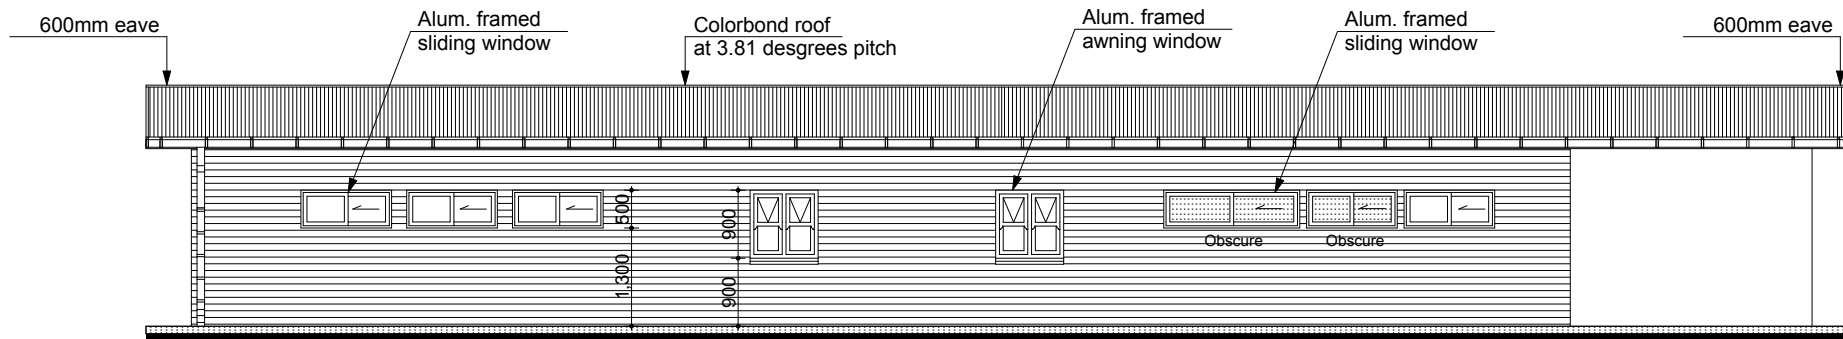 600mm eave
Alum. framed
sliding window
Colorbond roof
at 3.81 desgrees pitch
Alum. framed
awning window
Alum. framed
sliding window
600mm eave
500
1,300
900
900
Obscure
Obscure